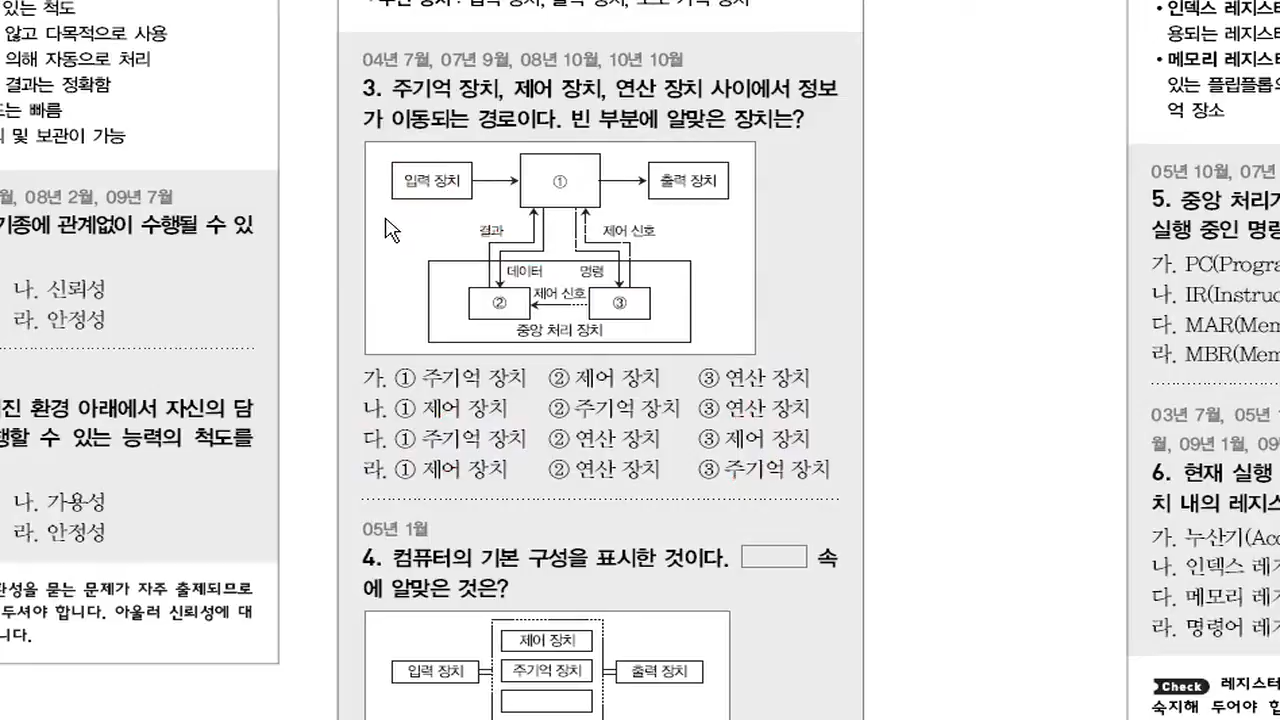 있는 척도
않고 다목적으로 사용
의해 자동으로 처리
결과는 정확함
는 빠름
및 보관이 가능
월, 08년 2월, 09년 7월
기종에 관계없이 수행될 수 있
나. 신뢰성
라. 안정성
진 환경 아래에서 자신의 담
행할 수 있는 능력의 척도를
나. 가용성
라. 안정성
관성을 묻는 문제가 자주 출제되므로
두셔야 합니다. 아울러 신뢰성에 대
니다.
04년 7월, 07년 9월, 08년 10월, 10년 10월
3. 주기억 장치, 제어 장치, 연산 장치 사이에서 정보
가 이동되는 경로이다. 빈 부분에 알맞은 장치는?
입력 장치
①
출력 장치
결과
제어 신호
데이터
명령
②
제어 신호
③
중앙 처리 장치
가. ① 주기억 장치 ② 제어 장치 ③ 연산 장치
나. ① 제어 장치 ② 주기억 장치 ③ 연산 장치
다. ① 주기억 장치 ② 연산 장치 ③ 제어 장치
라. ① 제어 장치 ② 연산 장치 ③ 주기억 장치
05년 1월
4. 컴퓨터의 기본 구성을 표시한 것이다. 속
에 알맞은 것은?
제어 장치
입력 장치
주기억 장치
출력 장치
• 인덱스 레지스터
용되는 레지스터
• 메모리 레지스터
있는 플립플롭의
억 장소
05년 10월, 07년
5. 중앙 처리기
실행 중인 명령
가. PC(Progra
나. IR(Instruc
다. MAR(Mem
라. MBR(Mem
03년 7월, 05년 1
월, 09년 1월, 09
6. 현재 실행
치 내의 레지스
가. 누산기(Acc
나. 인덱스 레지
다. 메모리 레지
라. 명령어 레지
Check 레지스터
숙지해 두어야 합